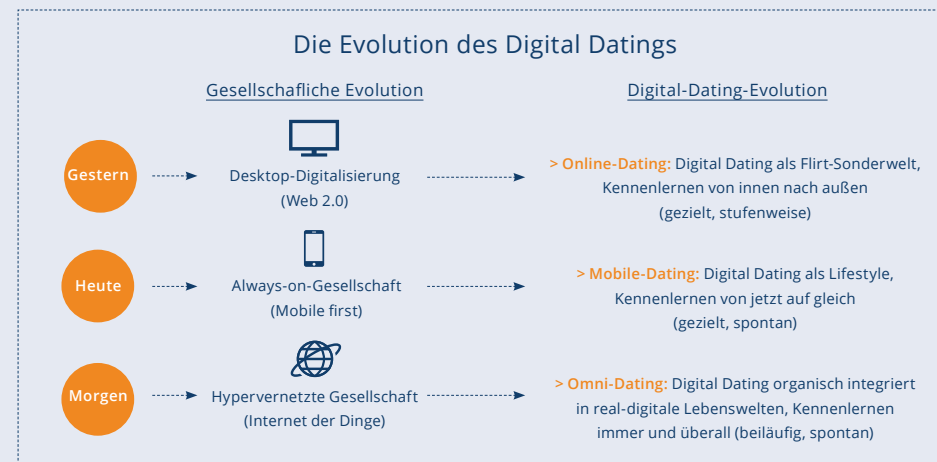 Die Evolution des Digital Datings
Gesellschafliche Evolution
Digital-Dating-Evolution
Gestern
Desktop-Digitalisierung
(Web 2.0)
> Online-Dating: Digital Dating als Flirt-Sonderwelt,
Kennenlernen von innen nach außen
(gezielt, stufenweise)
Heute
Always-on-Gesellschaft
(Mobile first)
> Mobile-Dating: Digital Dating als Lifestyle,
Kennenlernen von jetzt auf gleich
(gezielt, spontan)
Morgen
Hypervernetzte Gesellschaft
(Internet der Dinge)
> Omni-Dating: Digital Dating organisch integriert
in real-digitale Lebenswelten, Kennenlernen
immer und überall (beiläufig, spontan)